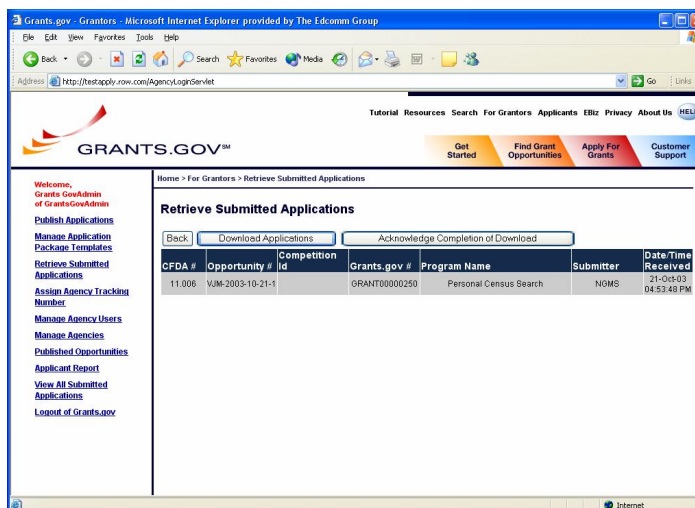 Grants.gov - Grantors - Microsoft Internet Explorer provided by The Edcomm Group
File Edit View Favorites Tools Help
Back Search Favorites Media
Address http://testapply.row.com/AgencyLoginServlet Go Links
Tutorial Resources Search For Grantors Applicants EBiz Privacy About Us HEL
GRANTS.GOV SM
Get Started
Find Grant Opportunities
Apply For Grants
Customer Support
Welcome,
Grants GovAdmin
of GrantsGovAdmin
Publish Applications
Manage Application
Package Templates
Retrieve Submitted
Applications
Assign Agency Tracking
Number
Manage Agency Users
Manage Agencies
Published Opportunities
Applicant Report
View All Submitted
Applications
Logout of Grants.gov
Home > For Grantors > Retrieve Submitted Applications
Retrieve Submitted Applications
Back Download Applications Acknowledge Completion of Download
CFDA # Opportunity # Competition Id Grants.gov # Program Name Submitter Date/Time Received
11.006 VJM-2003-10-21-1 GRANT00000250 Personal Census Search NGMS 21-Oct-03 04:53:48 PM
Internet